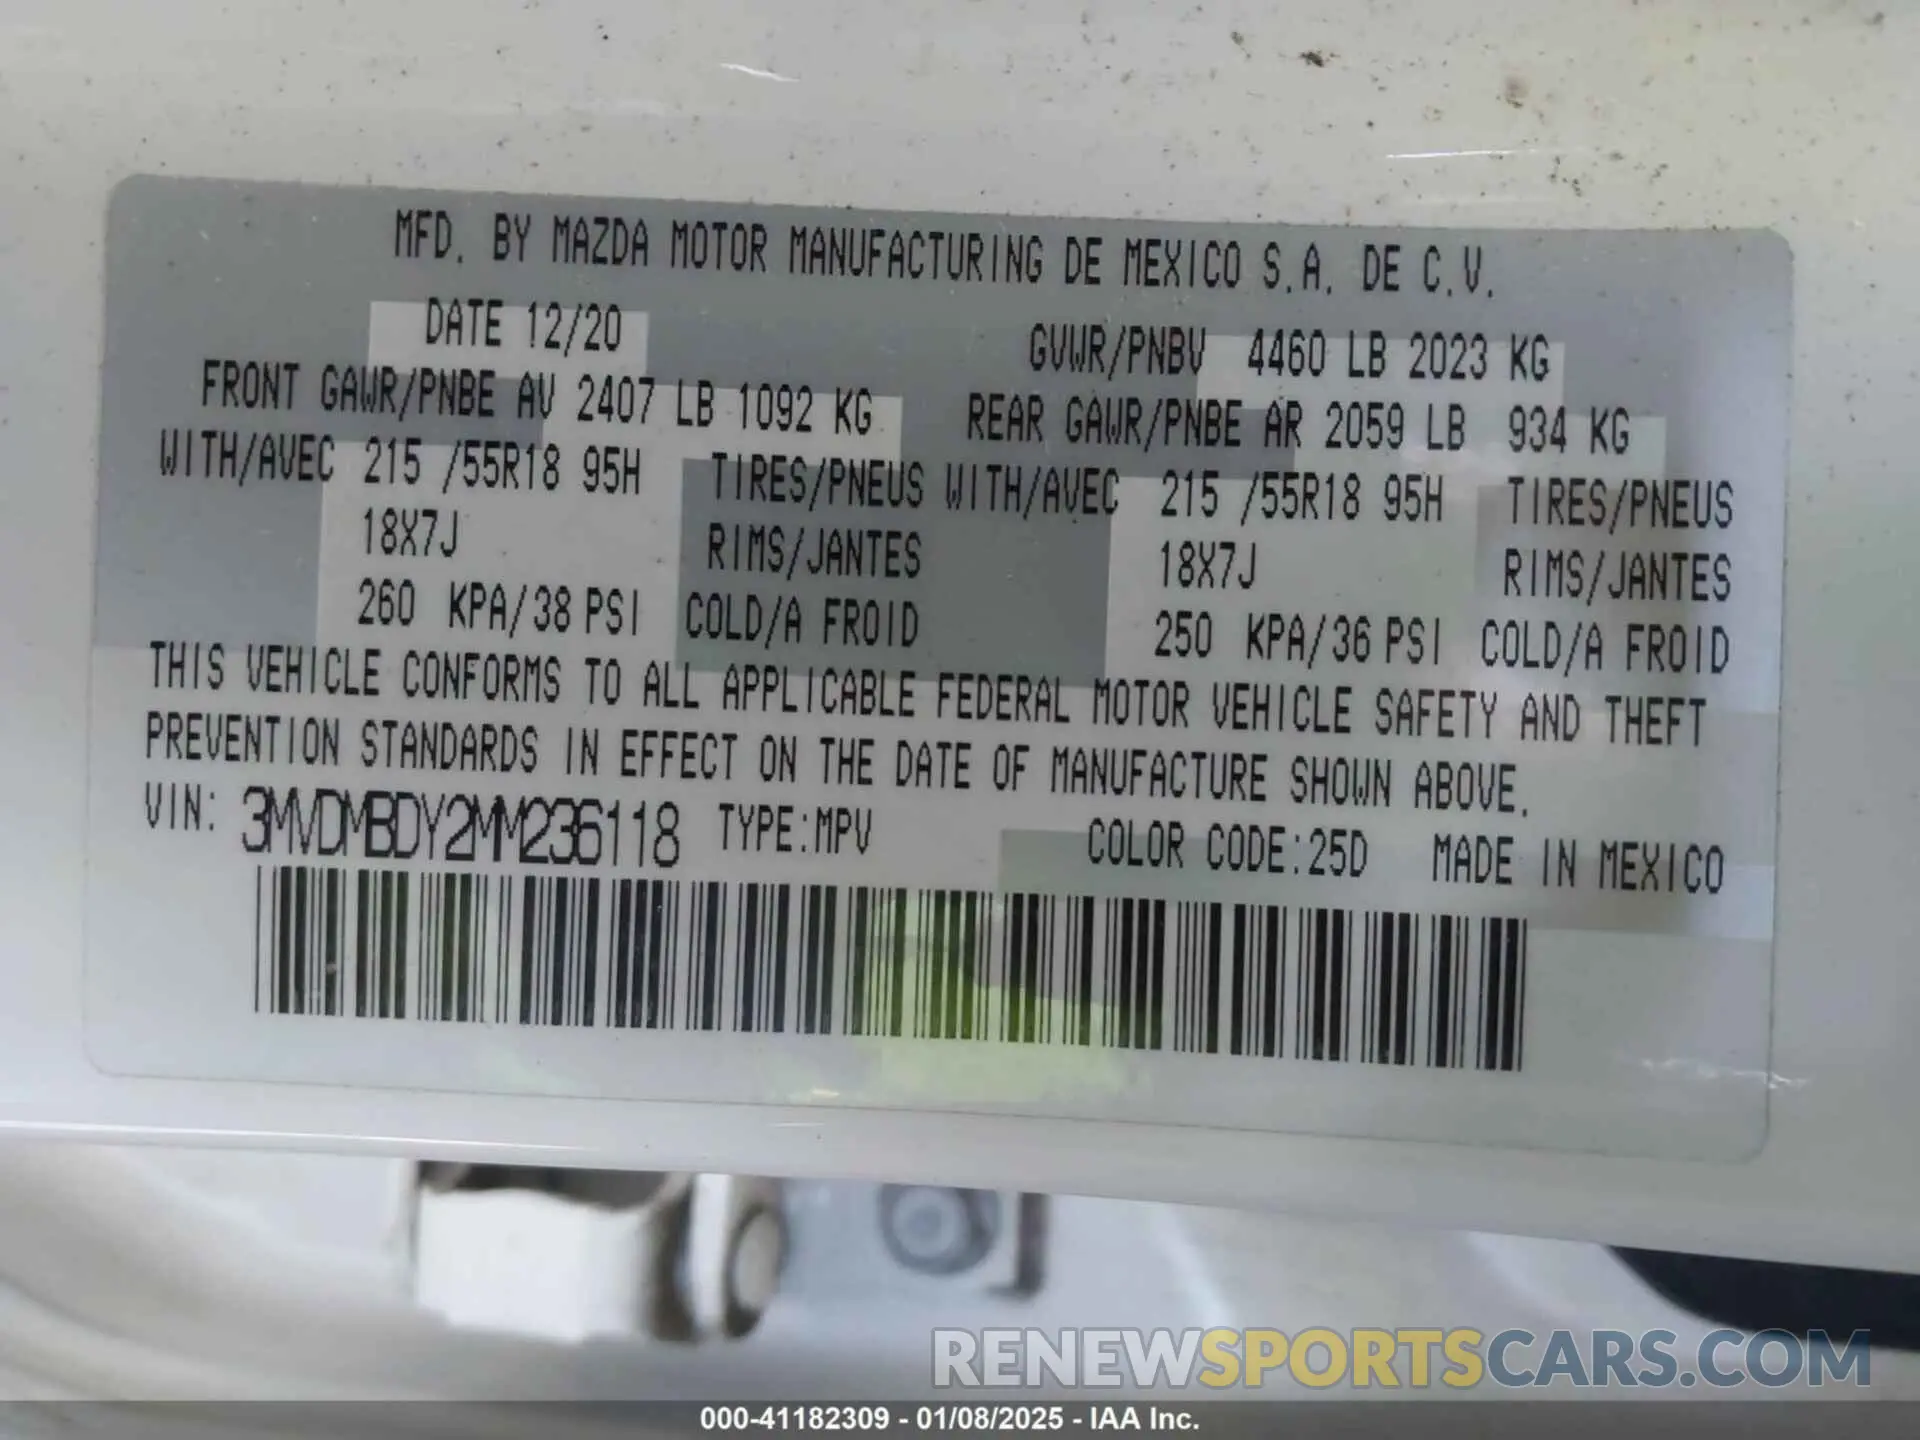 MFD. BY MAZDA MOTOR MANUFACTURING DE MEXICO S.A. DE C.V.
DATE 12/20 GVWR/PNBV 4460 LB 2023 KG
FRONT GAWR/PNBE AV 2407 LB 1092 KG REAR GAWR/PNBE AR 2059 LB 934 KG
WITH/AVEC 215 /55R18 95H TIRES/PNEUS WITH/AVEC 215 /55R18 95H TIRES/PNEUS
18X7J RIMS/JANTES 18X7J RIMS/JANTES
260 KPA/38 PSI COLD/A FROID 250 KPA/36 PSI COLD/A FROID
THIS VEHICLE CONFORMS TO ALL APPLICABLE FEDERAL MOTOR VEHICLE SAFETY AND THEFT
PREVENTION STANDARDS IN EFFECT ON THE DATE OF MANUFACTURE SHOWN ABOVE.
VIN: 3MVDMBDY2MM236118 TYPE:MPV COLOR CODE:25D MADE IN MEXICO
RENEWSPORTSCARS.COM
000-41182309 - 01/08/2025 - IAA Inc.